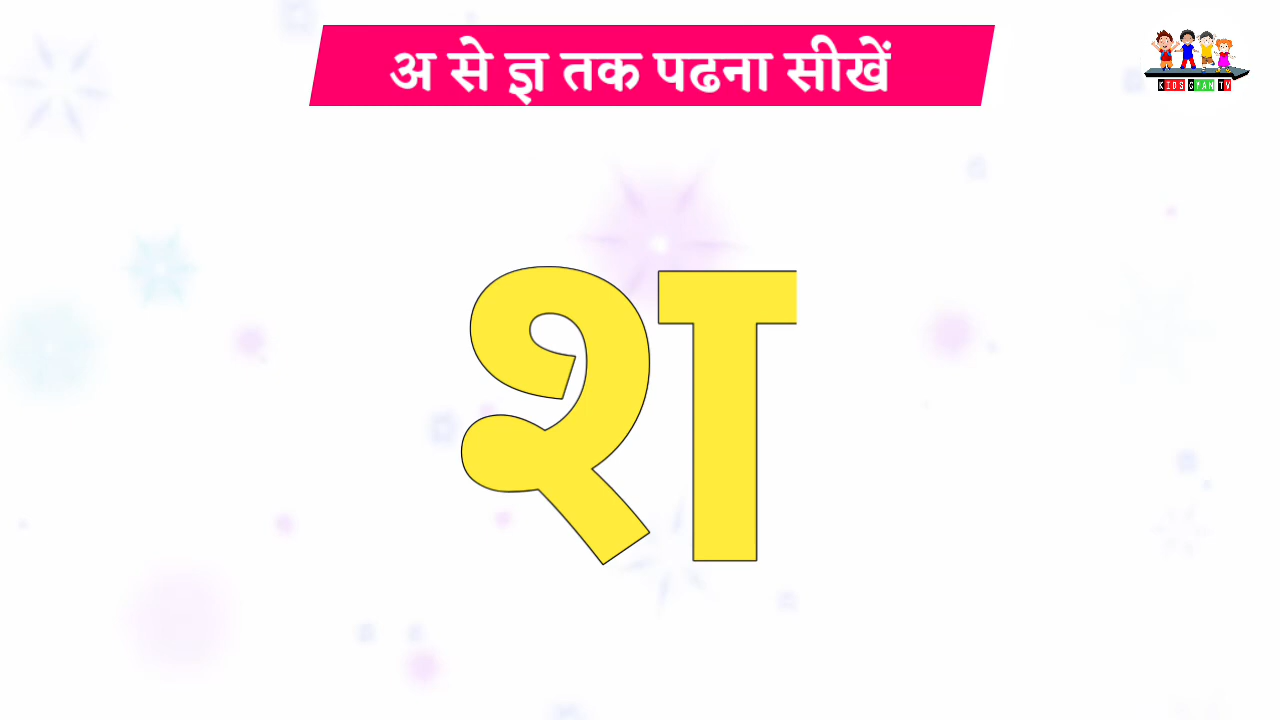 अ से ज्ञ तक पढना सीखें
KIDS GYAN TV
श